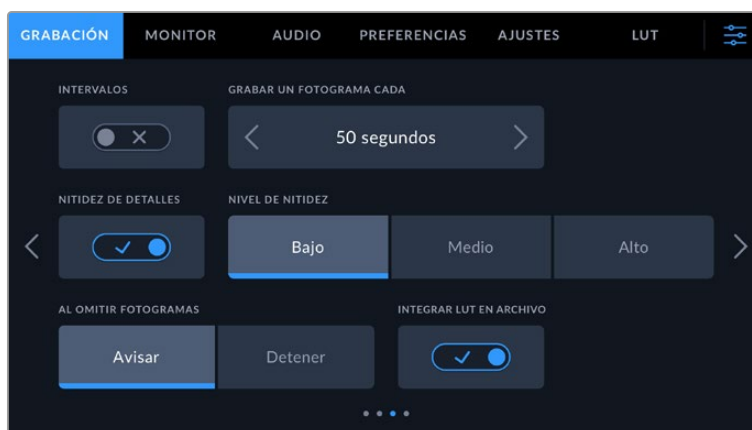 GRABACIÓN MONITOR AUDIO PREFERENCIAS AJUSTES LUT
INTERVALOS GRABAR UN FOTOGRAMA CADA
50 segundos
NITIDEZ DE DETALLES NIVEL DE NITIDEZ
Bajo Medio Alto
AL OMITIR FOTOGRAMAS INTEGRAR LUT EN ARCHIVO
Avisar Detener